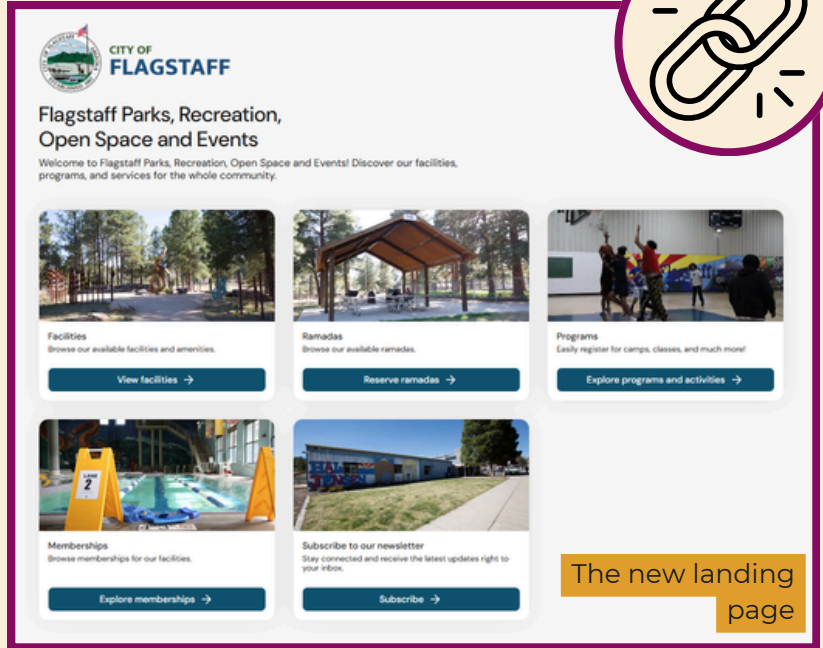 CITY OF
FLAGSTAFF
Flagstaff Parks, Recreation,
Open Space and Events
Welcome to Flagstaff Parks, Recreation, Open Space and Events! Discover our facilities,
programs, and services for the whole community.
Facilities
Browse our available facilities and amenities.
View facilities →
Ramadas
Browse our available ramadas.
Reserve ramadas →
Programs
Easily register for camps, classes, and much more!
Explore programs and activities →
LANE
2
Memberships
Browse memberships for our facilities.
Explore memberships →
HAL
JENSEN
Subscribe to our newsletter
Stay connected and receive the latest updates right to
your inbox.
Subscribe →
The new landing
page